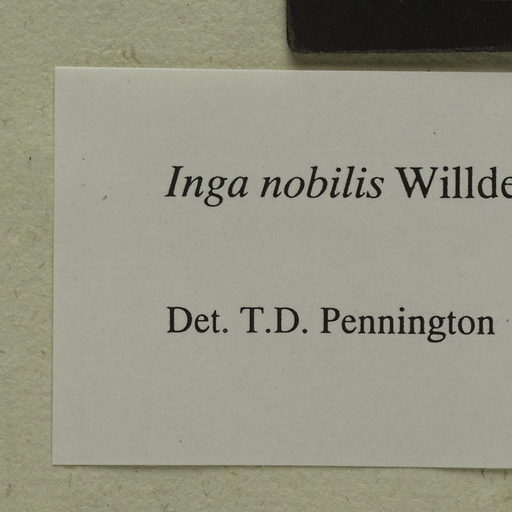 Inga nobilis Willde
Det. T.D. Pennington